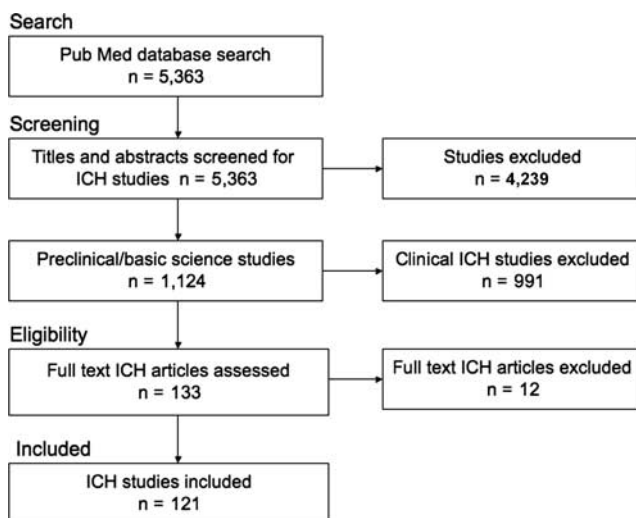 Search
Pub Med database search
n = 5,363
Screening
Titles and abstracts screened for
ICH studies n = 5,363
Studies excluded
n = 4,239
Preclinical/basic science studies
n = 1,124
Clinical ICH studies excluded
n = 991
Eligibility
Full text ICH articles assessed
n = 133
Full text ICH articles excluded
n = 12
Included
ICH studies included
n = 121